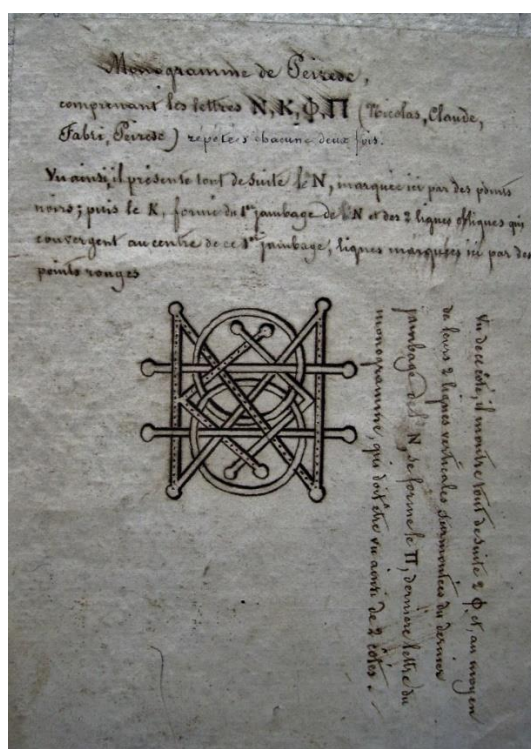 Monogramme de Peiresc,
comprenant les lettres N, K, Φ, Π (Nicolas, Claude,
Fabri, Peiresc) répétés chacune deux fois.
Vu ainsi, il présente tout de suite le N, marquée ici par des points
noirs; puis le K, formé du 1er jambage de l'N et des 2 lignes obliques qui
convergent au centre de ce 1er jambage, lignes marquées ici par des
points rouges
Vu de ce côté, il montre tout de suite 2 Φ et, au moyen
de leurs 2 lignes verticales surmontées du dernier
jambage de l'N, se forme le Π, dernière lettre du
monogramme, qui doit être vu ainsi de 2 côtés.